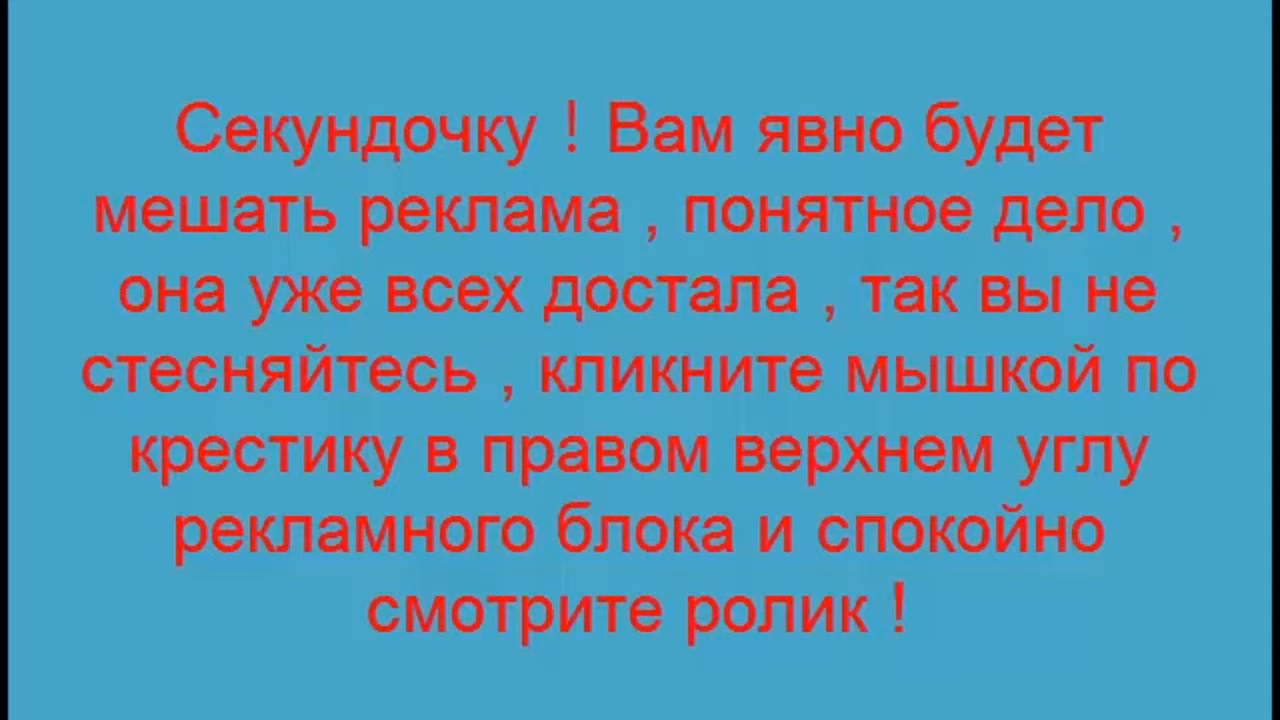 Секундочку ! Вам явно будет
мешать реклама , понятное дело ,
она уже всех достала , так вы не
стесняйтесь , кликните мышкой по
крестику в правом верхнем углу
рекламного блока и спокойно
смотрите ролик !